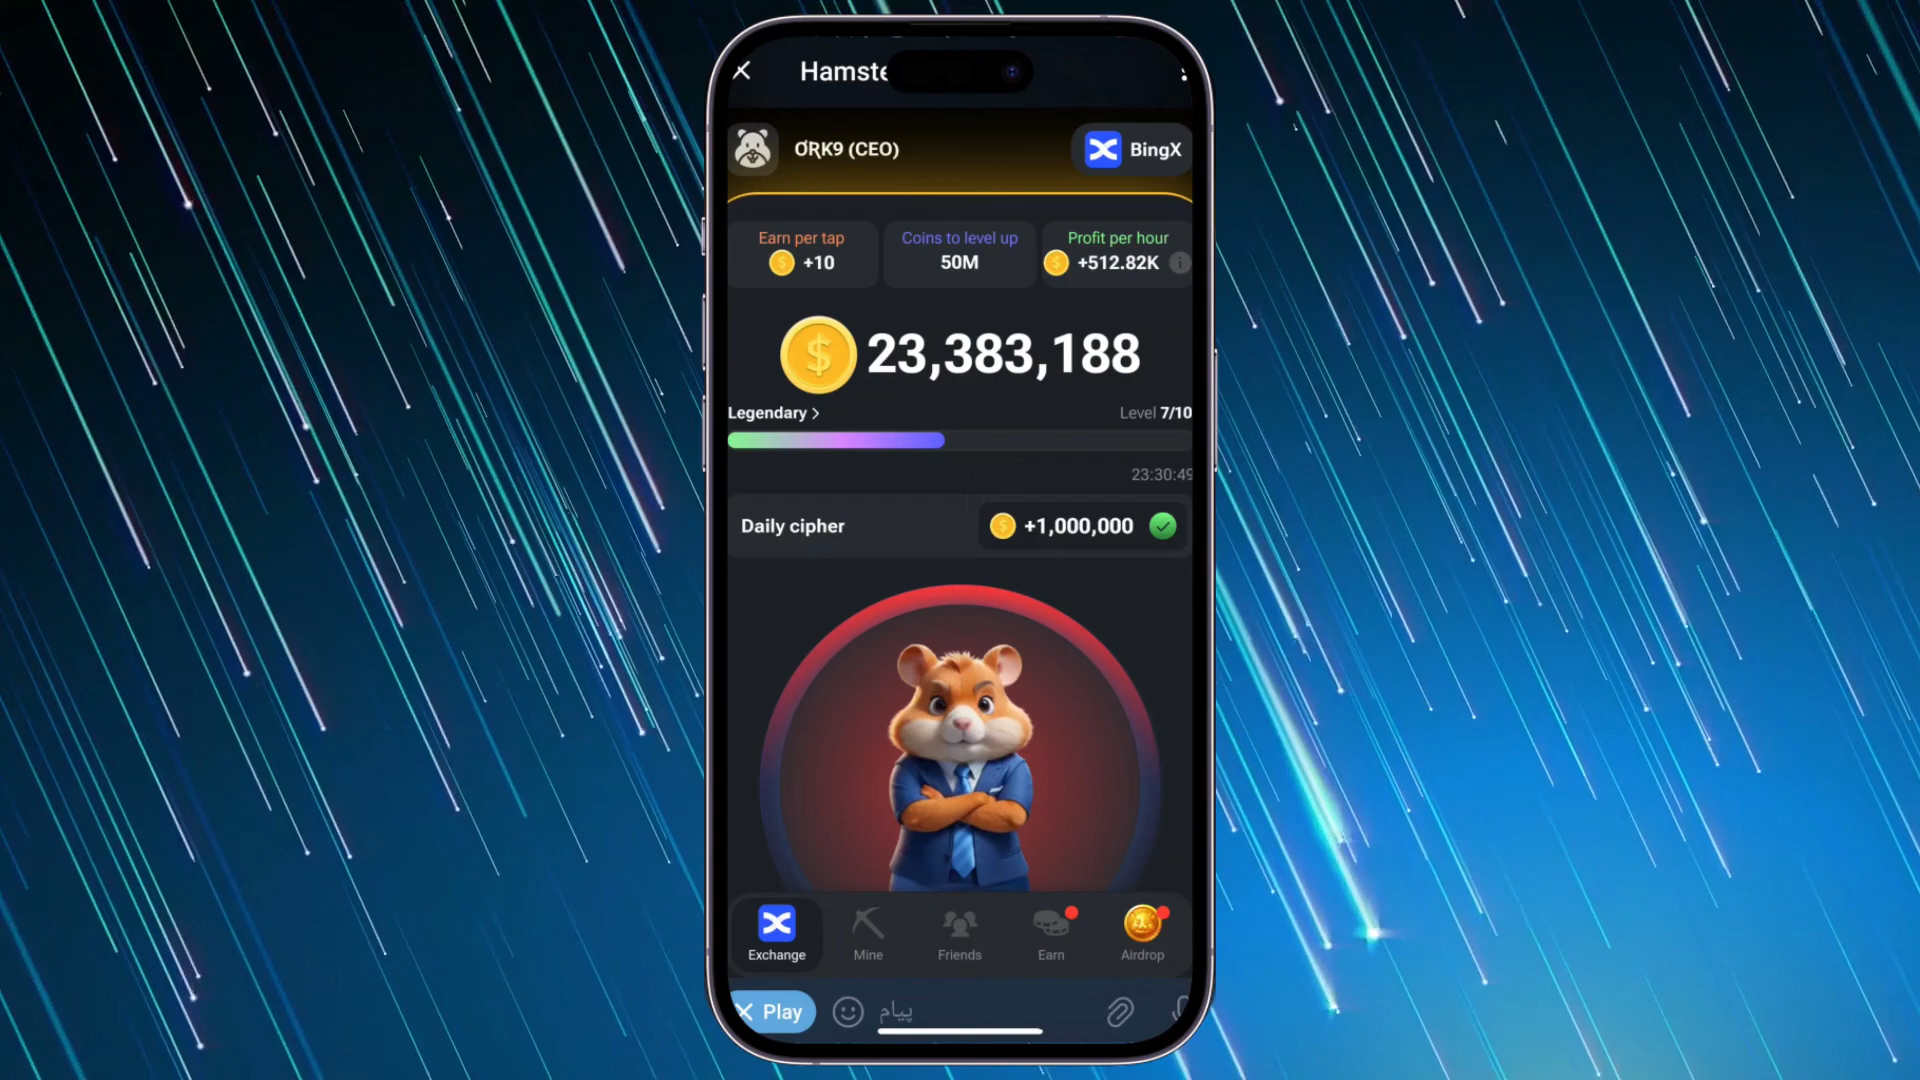 Hamste
ƠⱤK9 (CEO)
BingX
Earn per tap
+10
Coins to level up
50M
Profit per hour
+512.82K
23,383,188
Legendary >
Level 7/10
23:30:49
Daily cipher
+1,000,000
Exchange
Mine
Friends
Earn
Airdrop
Play
پیام